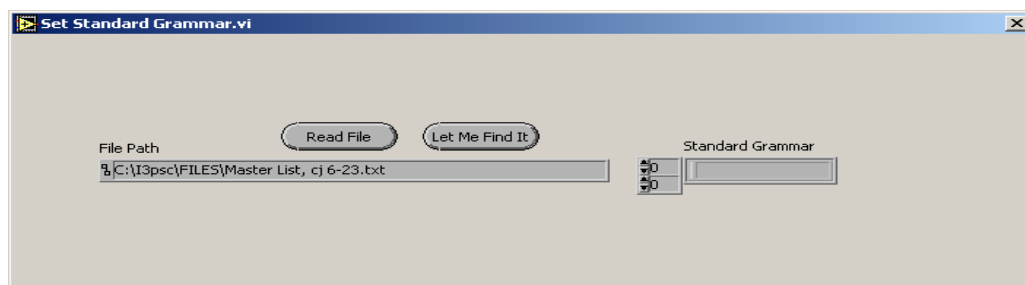 Set Standard Grammar.vi
Read File
Let Me Find It
File Path
C:\I3psc\FILES\Master List, cj 6-23.txt
Standard Grammar
0
0